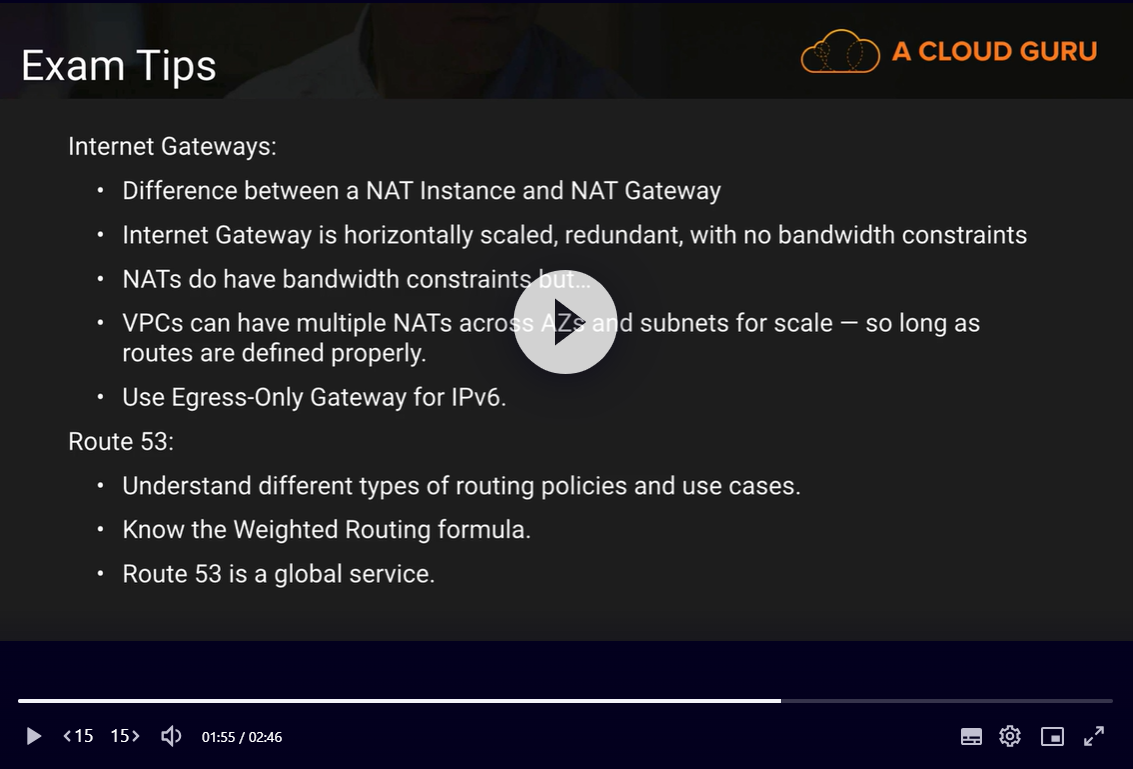 Exam Tips
A CLOUD GURU
Internet Gateways:
• Difference between a NAT Instance and NAT Gateway
• Internet Gateway is horizontally scaled, redundant, with no bandwidth constraints
• NATs do have bandwidth constraints but...
• VPCs can have multiple NATs across AZs and subnets for scale — so long as
routes are defined properly.
• Use Egress-Only Gateway for IPv6.
Route 53:
• Understand different types of routing policies and use cases.
• Know the Weighted Routing formula.
• Route 53 is a global service.
<15 15> 01:55 / 02:46